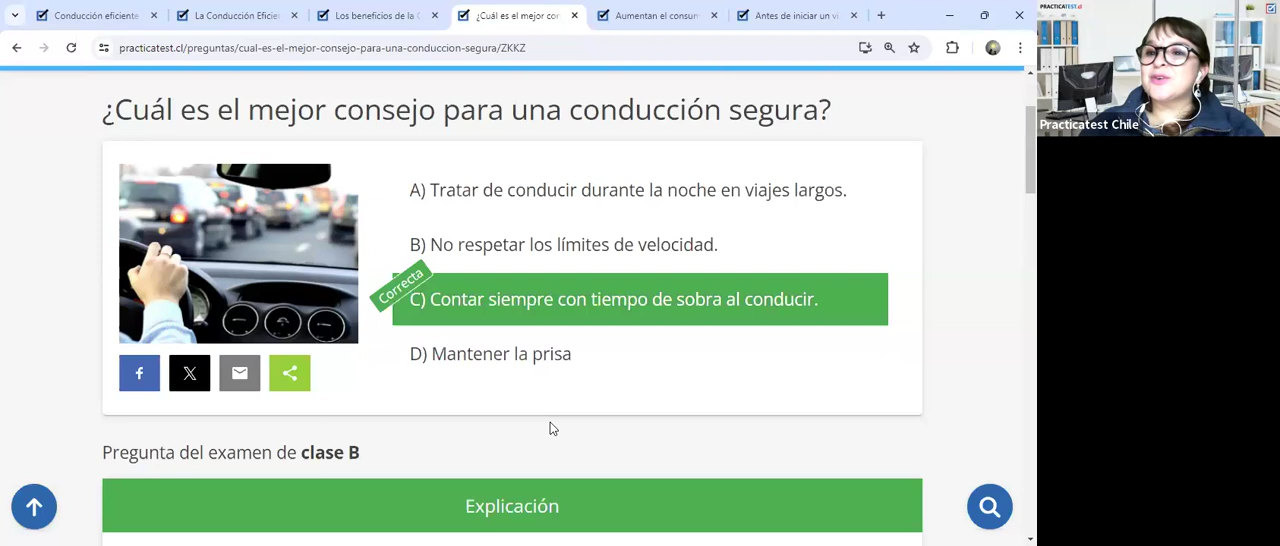 Conducción eficiente
La Conducción Eficien
Los beneficios de la C
¿Cuál es el mejor con
Aumentan el consum
Antes de iniciar un vi
practicatest.cl/preguntas/cual-es-el-mejor-consejo-para-una-conduccion-segura/ZKKZ
PRACTICATEST.cl
Practicatest Chile
¿Cuál es el mejor consejo para una conducción segura?
A) Tratar de conducir durante la noche en viajes largos.
B) No respetar los límites de velocidad.
Correcta
C) Contar siempre con tiempo de sobra al conducir.
D) Mantener la prisa
Pregunta del examen de clase B
Explicación